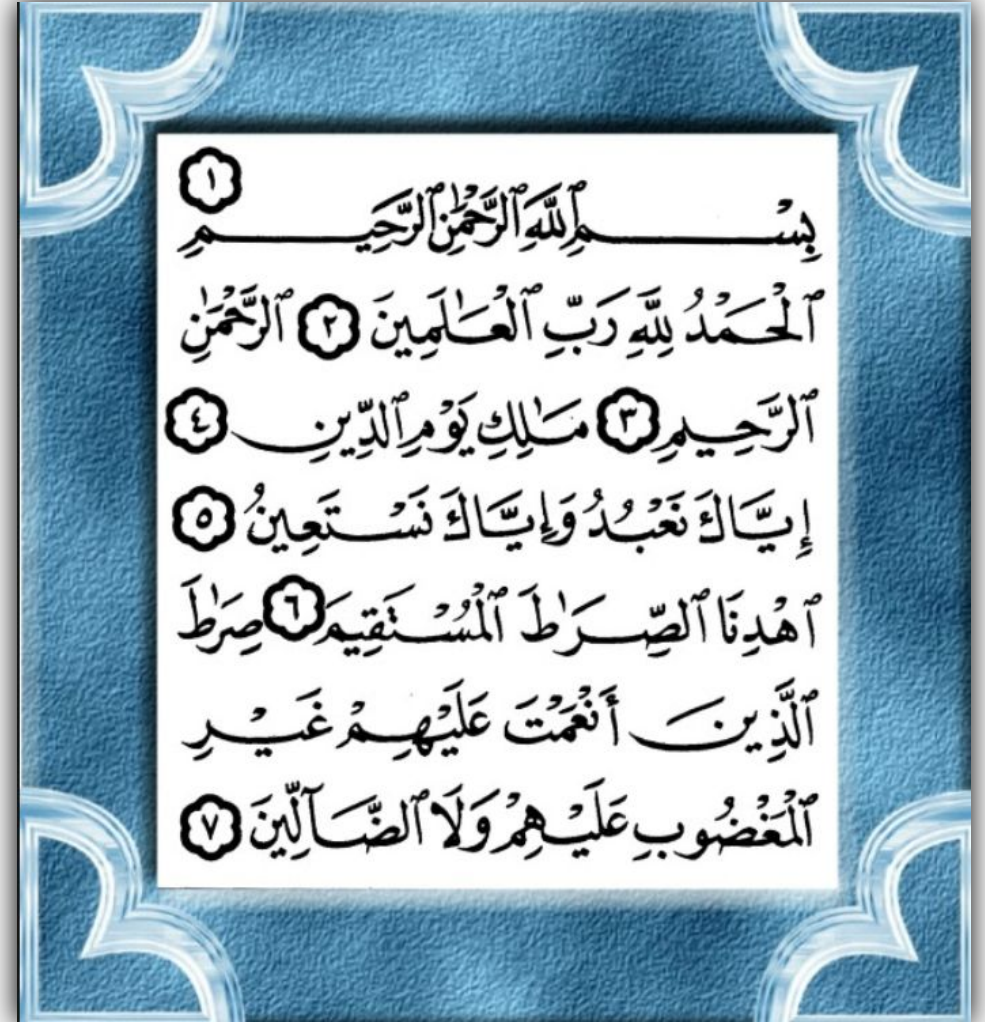 بِسْمِ ٱللَّهِ ٱلرَّحْمَٰنِ ٱلرَّحِيمِ ١
ٱلْحَمْدُ لِلَّهِ رَبِّ ٱلْعَـٰلَمِينَ ٢ ٱلرَّحْمَٰنِ
ٱلرَّحِيمِ ٣ مَـٰلِكِ يَوْمِ ٱلدِّينِ ٤
إِيَّاكَ نَعْبُدُ وَإِيَّاكَ نَسْتَعِينُ ٥
ٱهْدِنَا ٱلصِّرَٰطَ ٱلْمُسْتَقِيمَ ٦ صِرَٰطَ
ٱلَّذِينَ أَنْعَمْتَ عَلَيْهِمْ غَيْرِ
ٱلْمَغْضُوبِ عَلَيْهِمْ وَلَا ٱلضَّآلِّينَ ٧